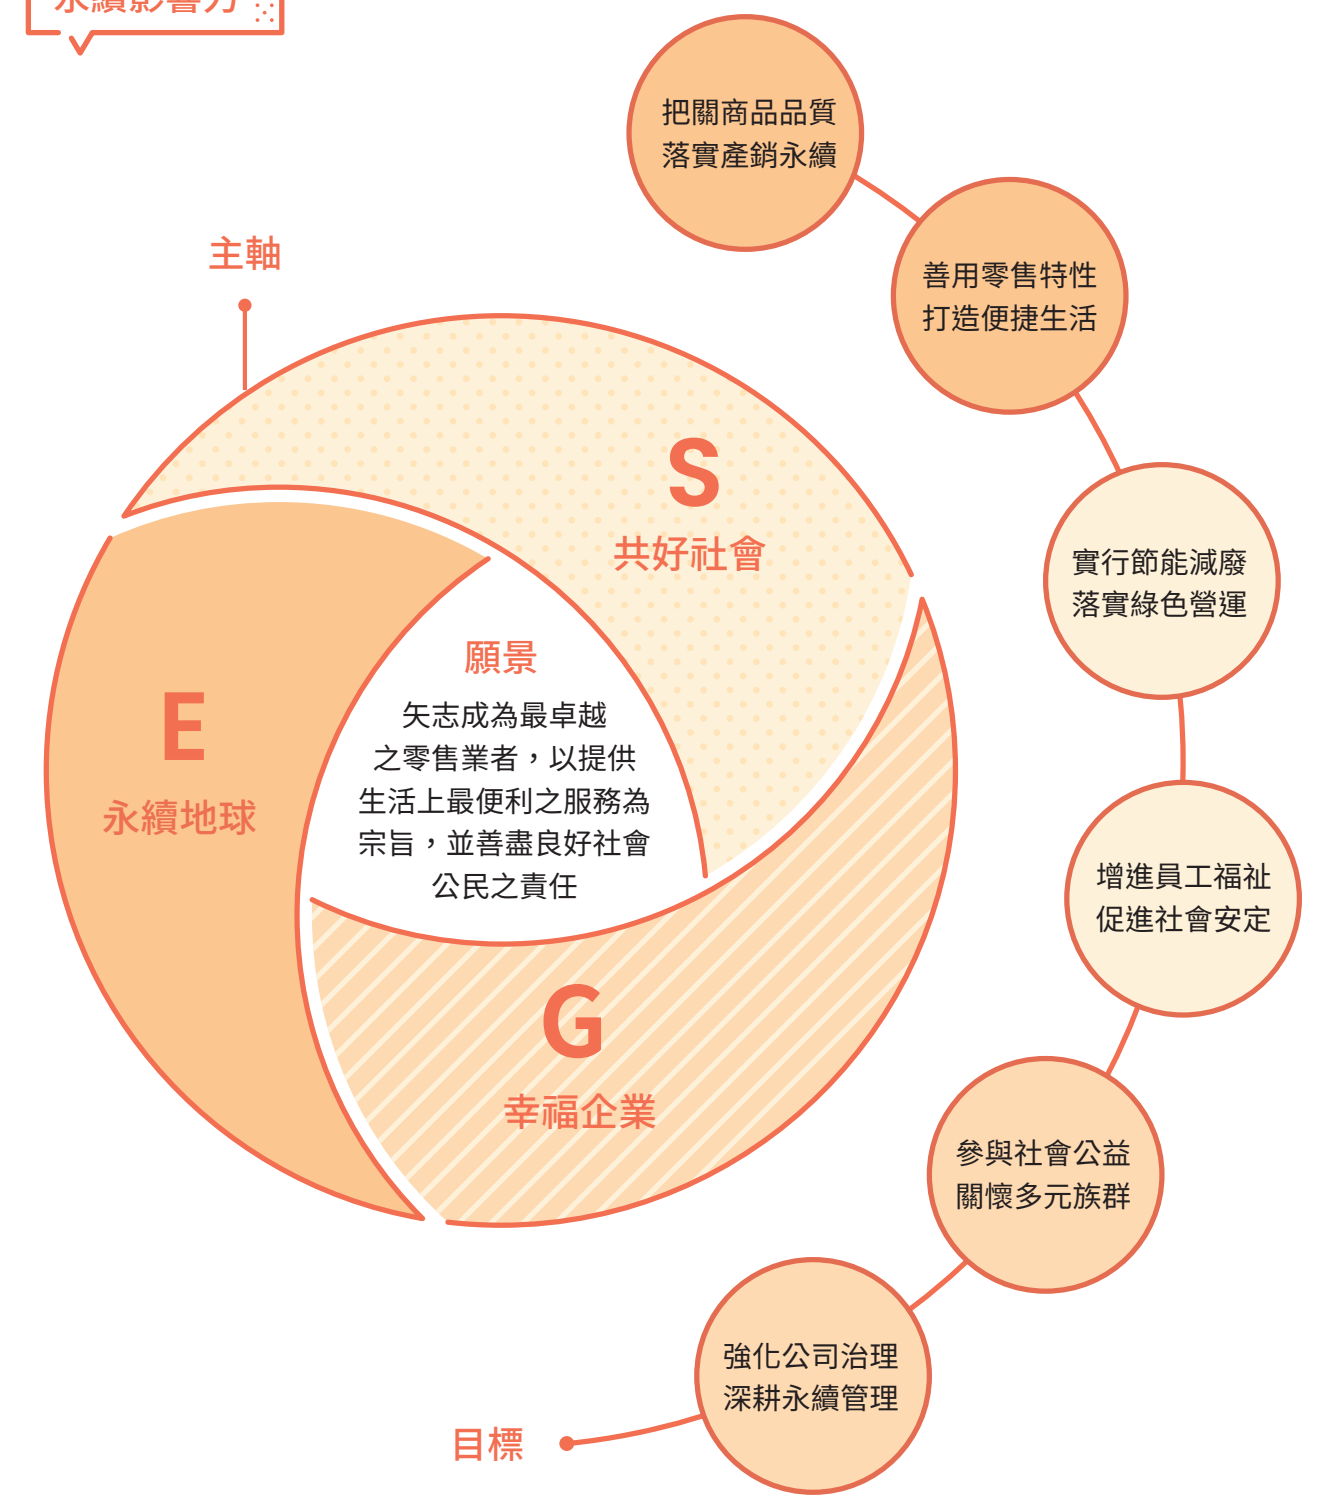 永續影響力
主軸
S
共好社會
E
永續地球
願景
矢志成為最卓越
之零售業者，以提供
生活上最便利之服務為
宗旨，並善盡良好社會
公民之責任
G
幸福企業
把關商品品質
落實產銷永續
善用零售特性
打造便捷生活
實行節能減廢
落實綠色營運
增進員工福祉
促進社會安定
參與社會公益
關懷多元族群
強化公司治理
深耕永續管理
目標